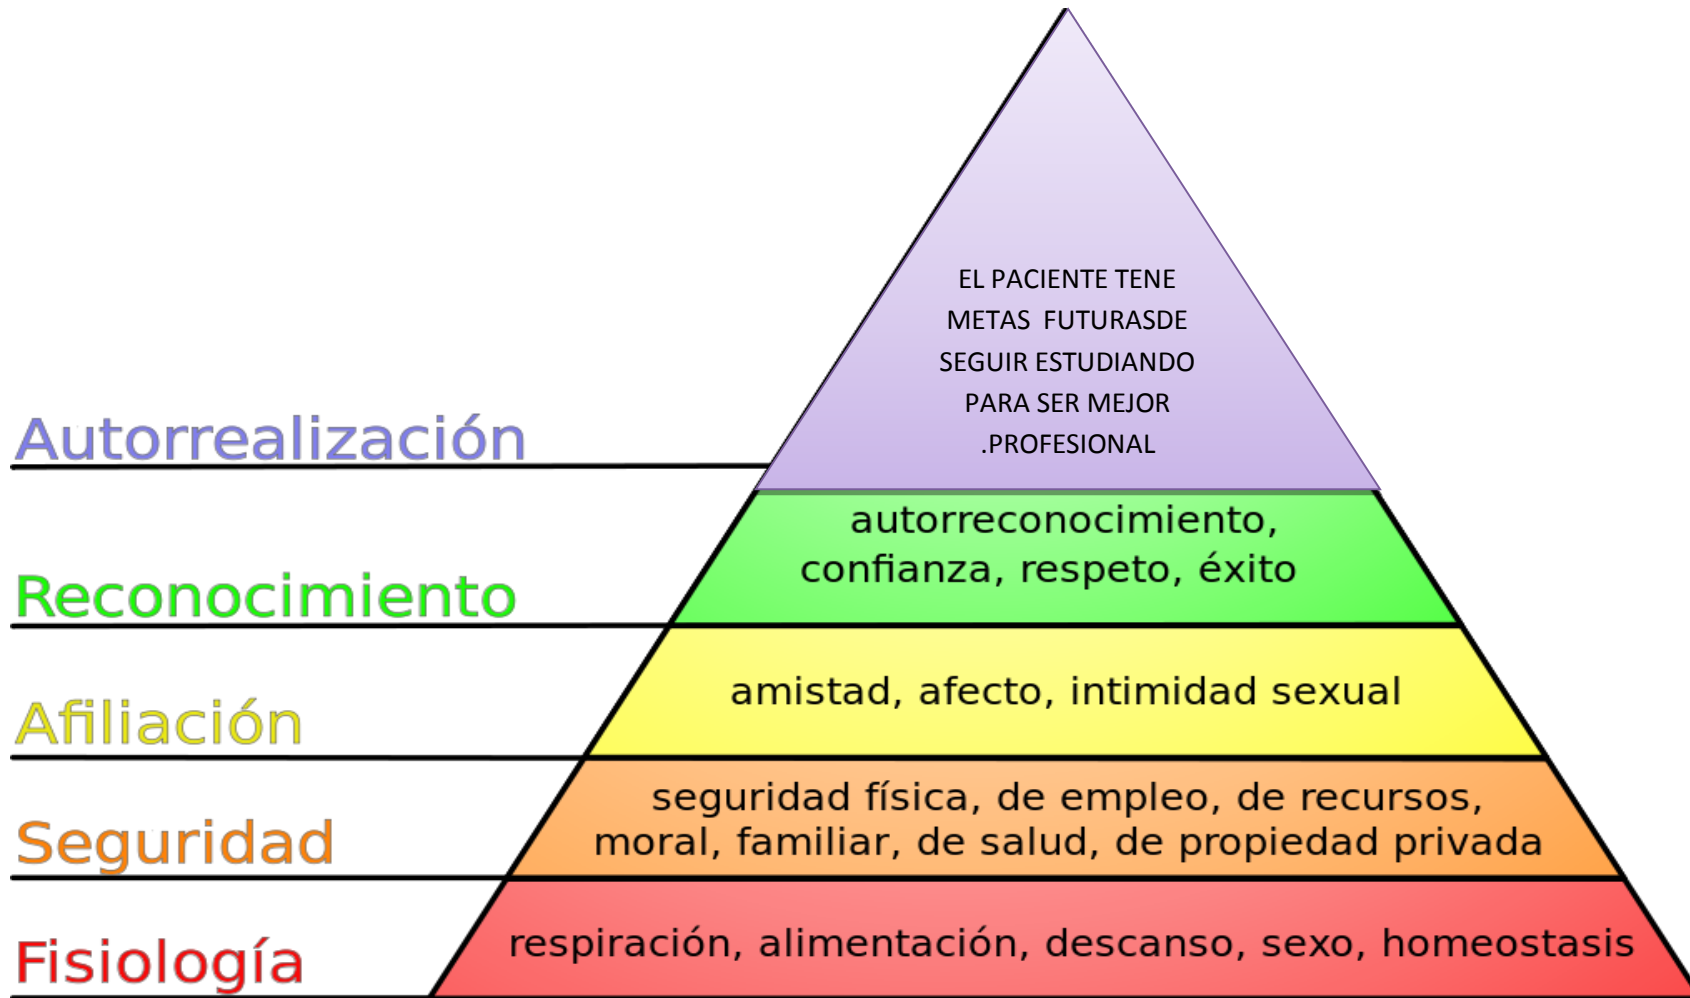 EL PACIENTE TENE
METAS  FUTURASDE
SEGUIR ESTUDIANDO
PARA SER MEJOR
.PROFESIONAL
Autorrealización
autorreconocimiento,
confianza, respeto, éxito
Reconocimiento
amistad, afecto, intimidad sexual
Afiliación
seguridad física, de empleo, de recursos,
moral, familiar, de salud, de propiedad privada
Seguridad
respiración, alimentación, descanso, sexo, homeostasis
Fisiología